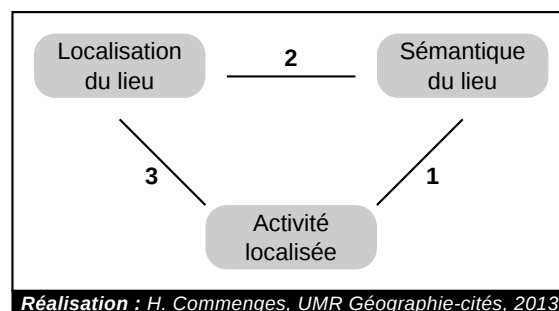 Localisation
du lieu
2
Sémantique
du lieu
3
1
Activité
localisée
Réalisation : H. Commenges, UMR Géographie-cités, 2013